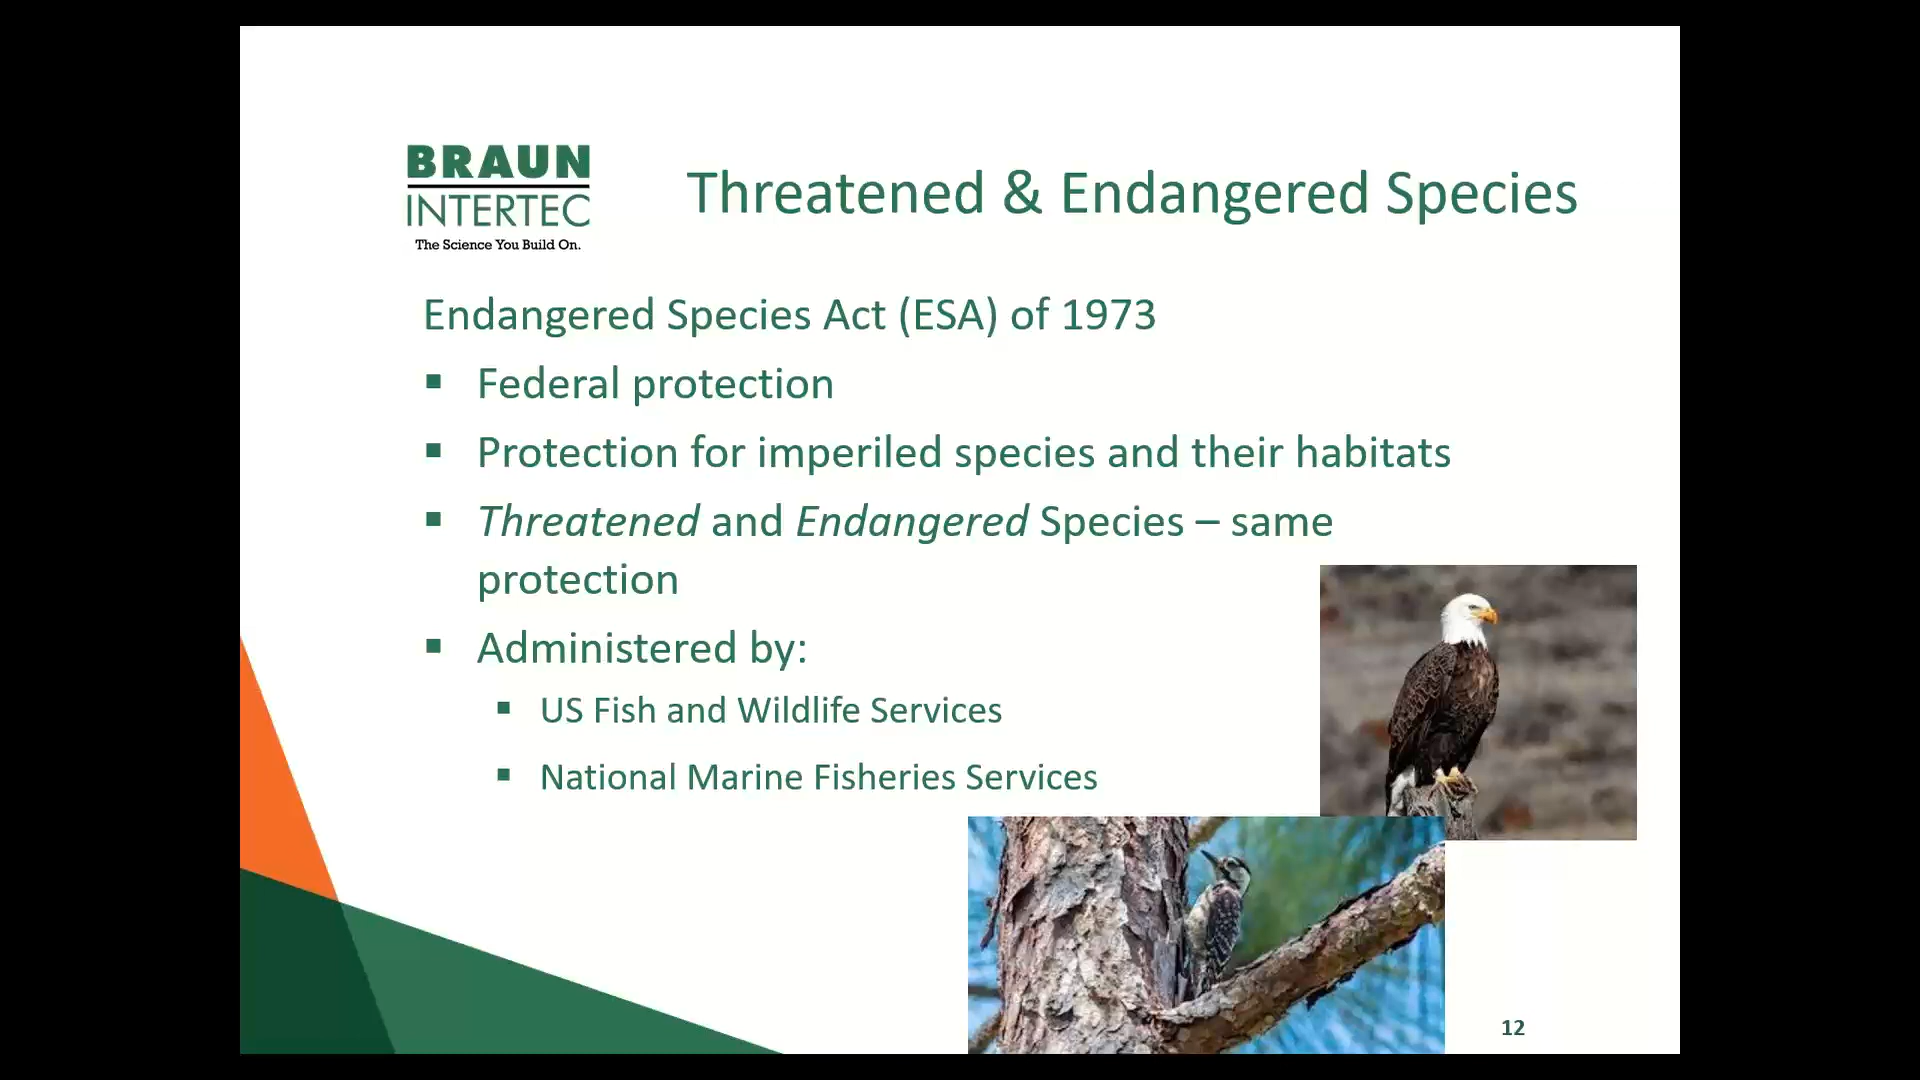 BRAUN
INTERTEC
The Science You Build On.
Threatened & Endangered Species
Endangered Species Act (ESA) of 1973
▪ Federal protection
▪ Protection for imperiled species and their habitats
▪ Threatened and Endangered Species – same
protection
▪ Administered by:
▪ US Fish and Wildlife Services
▪ National Marine Fisheries Services
12